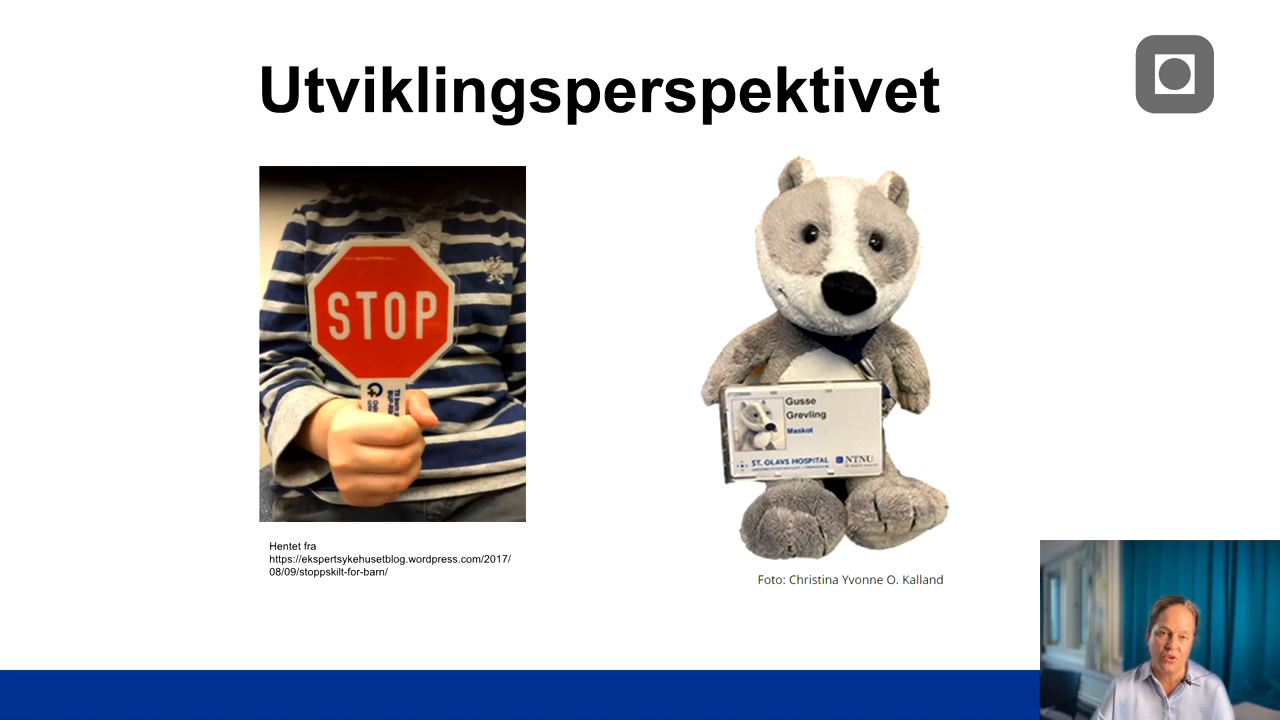 Utviklingsperspektivet
STOP
Gusse
Grevling
Maskot
ST. OLAVS HOSPITAL
NTNU
Hentet fra
https://ekspertsykehusetblog.wordpress.com/2017/
08/09/stoppskilt-for-barn/
Foto: Christina Yvonne O. Kalland